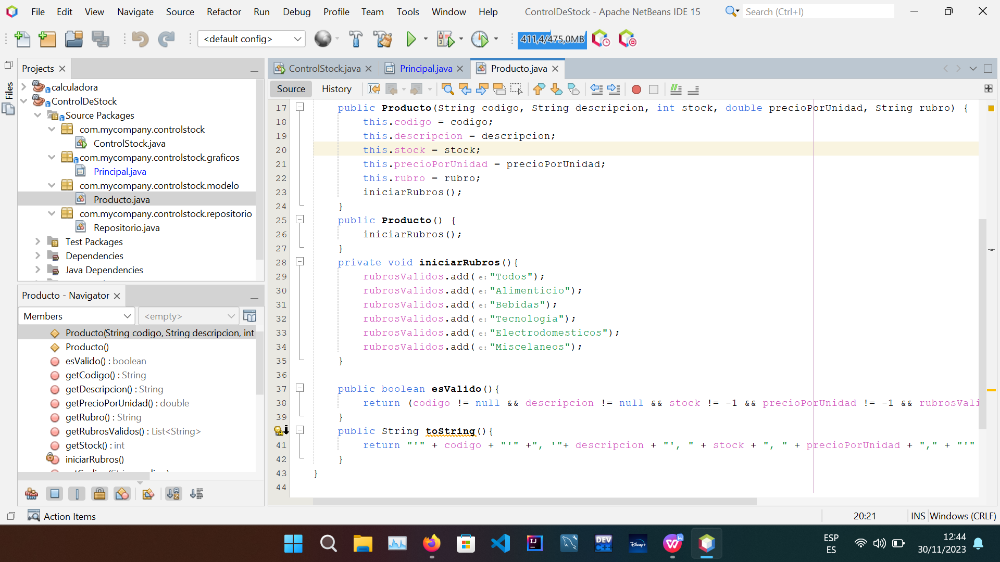 File Edit View Navigate Source Refactor Run Debug Profile Team Tools Window Help
ControlDeStock - Apache NetBeans IDE 15
Search (Ctrl+I)
<default config>
411,4/475,0MB
Files
Projects
calculadora
ControlDeStock
Source Packages
com.mycompany.controlstock
ControlStock.java
com.mycompany.controlstock.graficos
Principal.java
com.mycompany.controlstock.modelo
Producto.java
com.mycompany.controlstock.repositorio
Repositorio.java
Test Packages
Dependencies
Java Dependencies
Producto - Navigator
Members
<empty>
Producto(String codigo, String descripcion, int
Producto()
esValido() : boolean
getCodigo() : String
getDescripcion() : String
getPrecioPorUnidad() : double
getRubro() : String
getRubrosValidos() : List<String>
getStock() : int
iniciarRubros()
ControlStock.java
Principal.java
Producto.java
Source
History
17 public Producto(String codigo, String descripcion, int stock, double precioPorUnidad, String rubro) {
18 this.codigo = codigo;
19 this.descripcion = descripcion;
20 this.stock = stock;
21 this.precioPorUnidad = precioPorUnidad;
22 this.rubro = rubro;
23 iniciarRubros();
24 }
25 public Producto() {
26 iniciarRubros();
27 }
28 private void iniciarRubros(){
29 rubrosValidos.add( e: "Todos");
30 rubrosValidos.add( e: "Alimenticio");
31 rubrosValidos.add( e: "Bebidas");
32 rubrosValidos.add( e: "Tecnologia");
33 rubrosValidos.add( e: "Electrodomesticos");
34 rubrosValidos.add( e: "Miscelaneos");
35 }
36
37 public boolean esValido(){
38 return (codigo != null && descripcion != null && stock != -1 && precioPorUnidad != -1 && rubrosVali
39 }
public String toString(){
41 return "'" + codigo + "'" +", '"+ descripcion + "', " + stock + ", " + precioPorUnidad + "," + "'"
42 }
43 }
44
Action Items
20:21
INS
Windows (CRLF)
IJ
DEV C++
Disney+
ESP
ES
12:44
30/11/2023